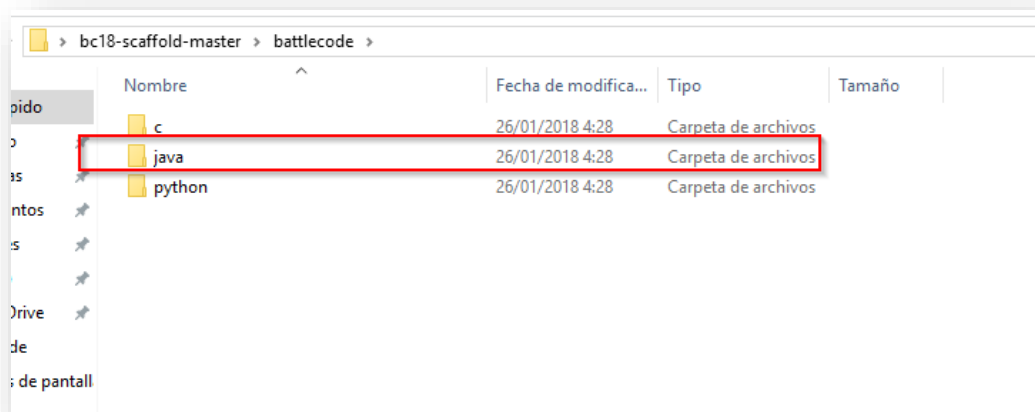 bc18-scaffold-master > battlecode >
Nombre Fecha de modifica... Tipo Tamaño
pido
c 26/01/2018 4:28 Carpeta de archivos
java 26/01/2018 4:28 Carpeta de archivos
as
python 26/01/2018 4:28 Carpeta de archivos
ntos
es
Drive
de
s de pantall